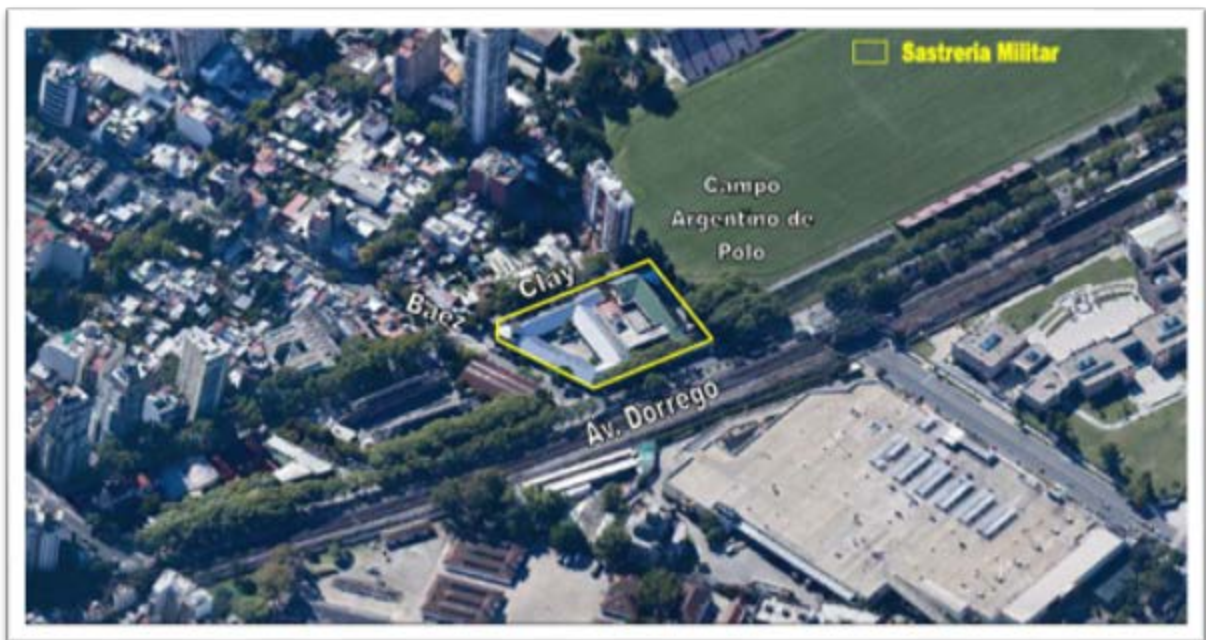 Sastreria Militar
Campo
Argentino de
Polo
Clay
Baez
Av. Dorrego